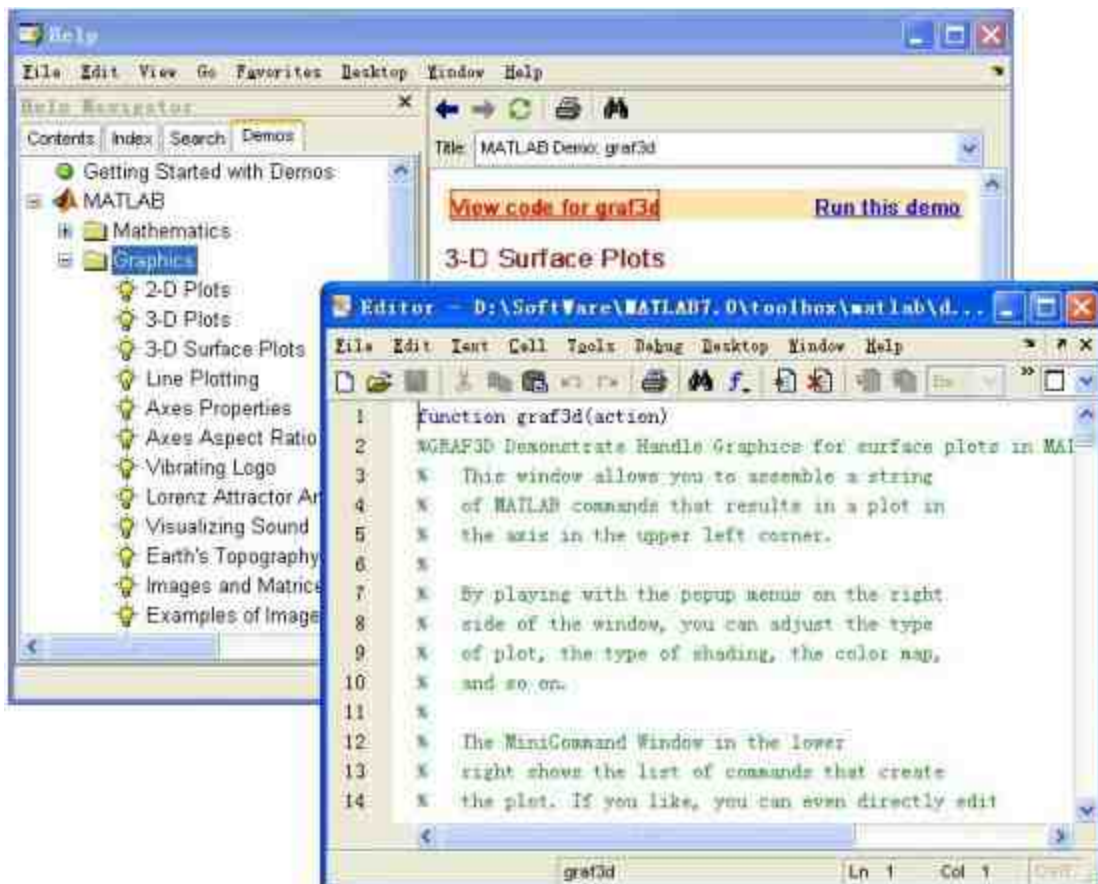 Help
File Edit View Go Favorites Desktop Window Help
Help Navigator
Contents Index Search Demos
Title: MATLAB Demo: graf3d
Getting Started with Demos
MATLAB
Mathematics
Graphics
2-D Plots
3-D Plots
3-D Surface Plots
Line Plotting
Axes Properties
Axes Aspect Ratio
Vibrating Logo
Lorenz Attractor An
Visualizing Sound
Earth's Topography
Images and Matrice
Examples of Image
View code for graf3d Run this demo
3-D Surface Plots
Editor - D:\SoftWare\MATLAB7.0\toolbox\matlab\d...
File Edit Text Cell Tools Debug Desktop Window Help
1 function graf3d(action)
2 %GRAF3D Demonstrate Handle Graphics for surface plots in MAT
3 % This window allows you to assemble a string
4 % of MATLAB commands that results in a plot in
5 % the axis in the upper left corner.
6 %
7 % By playing with the popup menus on the right
8 % side of the window, you can adjust the type
9 % of plot, the type of shading, the color map,
10 % and so on.
11 %
12 % The MiniCommand Window in the lower
13 % right shows the list of commands that create
14 % the plot. If you like, you can even directly edit
graf3d Ln 1 Col 1